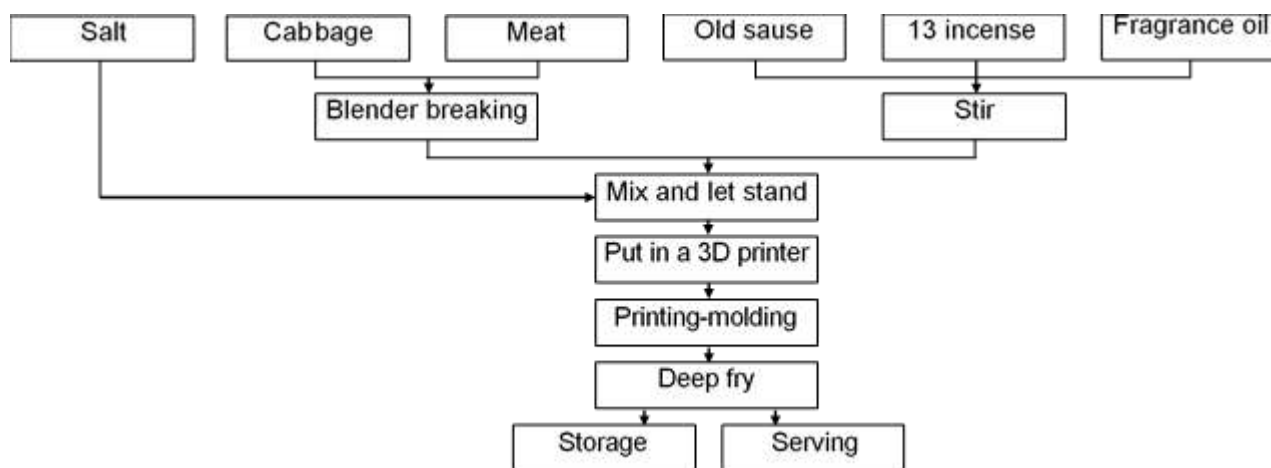 Salt
Cabbage
Meat
Old sause
13 incense
Fragrance oil
Blender breaking
Stir
Mix and let stand
Put in a 3D printer
Printing-molding
Deep fry
Storage
Serving